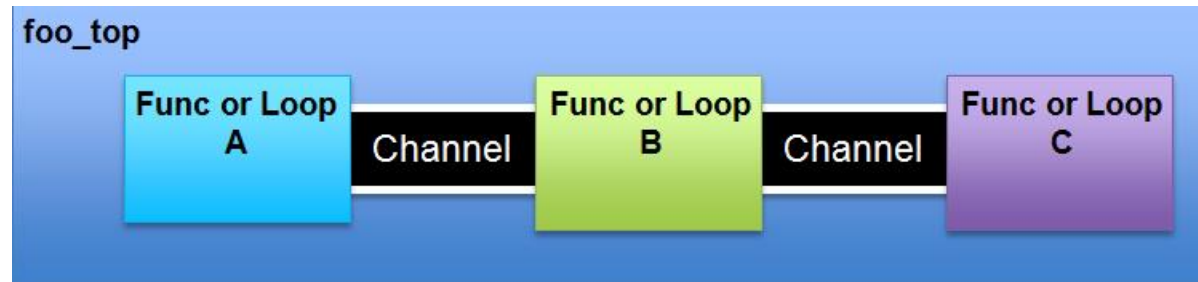 foo_top
Func or Loop
A
Channel
Func or Loop
B
Channel
Func or Loop
C